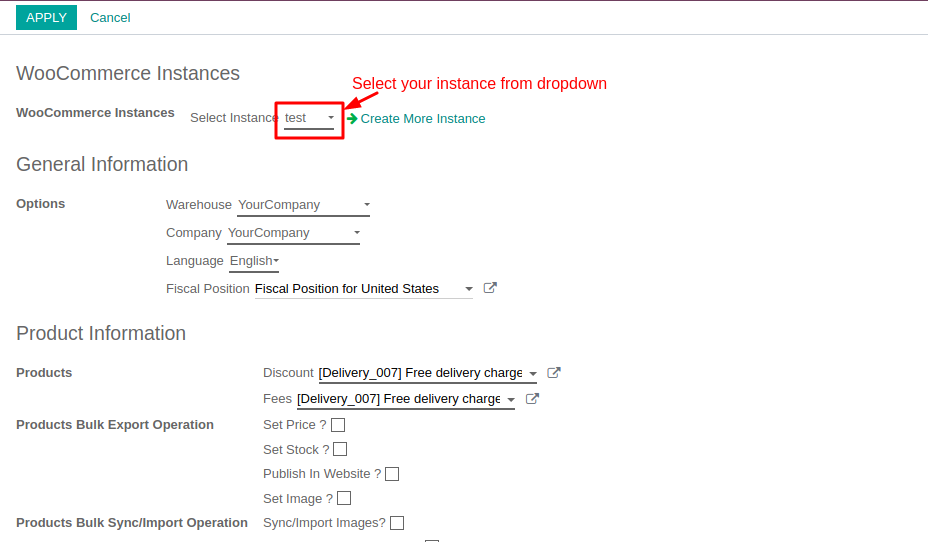 APPLY Cancel
WooCommerce Instances
Select your instance from dropdown
WooCommerce Instances Select Instance test Create More Instance
General Information
Options Warehouse YourCompany
Company YourCompany
Language English
Fiscal Position Fiscal Position for United States
Product Information
Products Discount [Delivery_007] Free delivery charge
Fees [Delivery_007] Free delivery charge
Products Bulk Export Operation Set Price ?
Set Stock ?
Publish In Website ?
Set Image ?
Products Bulk Sync/Import Operation Sync/Import Images?